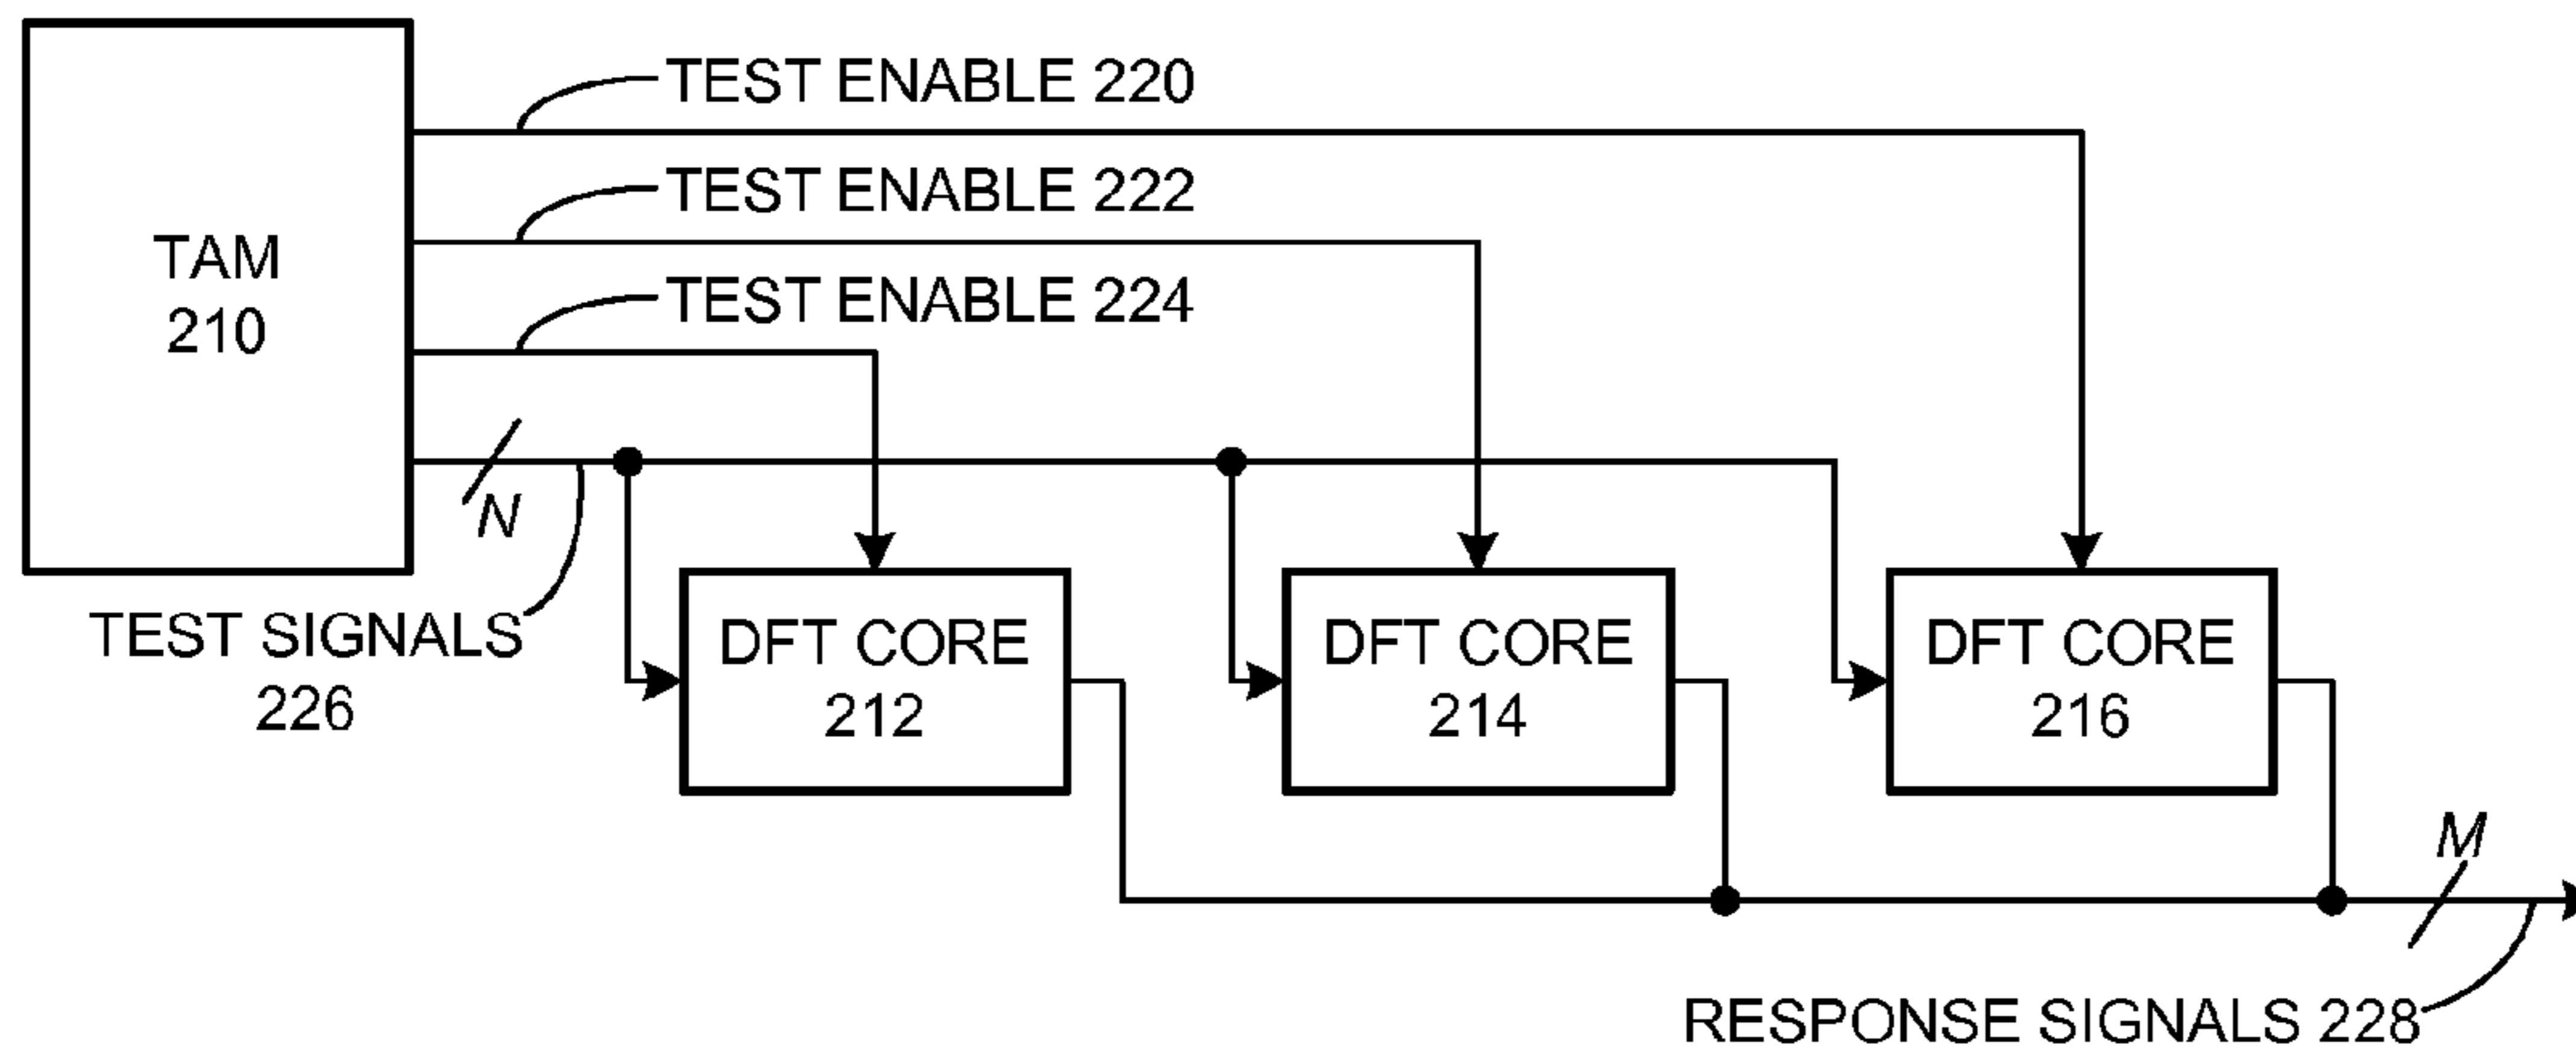 TEST ENABLE 220
TEST ENABLE 222
TAM
210
TEST ENABLE 224
N
TEST SIGNALS
226
DFT CORE
212
DFT CORE
214
DFT CORE
216
M
RESPONSE SIGNALS 228